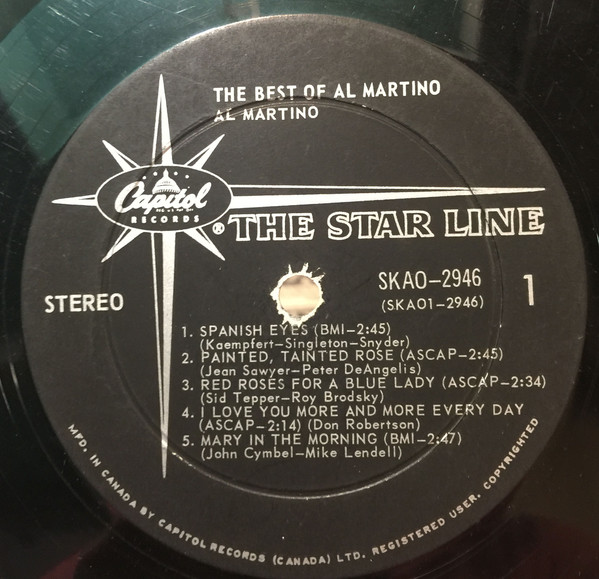 THE BEST OF AL MARTINO
AL MARTINO
Capitol
RECORDS
® THE STAR LINE
SKAO-2946
(SKAO1-2946)
1
STEREO
1. SPANISH EYES (BMI-2:45)
(Kaempfert-Singleton-Snyder)
2. PAINTED, TAINTED ROSE (ASCAP-2:45)
(Jean Sawyer-Peter DeAngelis)
3. RED ROSES FOR A BLUE LADY (ASCAP-2:34)
(Sid Tepper-Roy Brodsky)
4. I LOVE YOU MORE AND MORE EVERY DAY
(ASCAP-2:14) (Don Robertson)
5. MARY IN THE MORNING (BMI-2:47)
(John Cymbel-Mike Lendell)
MFD. IN CANADA BY CAPITOL RECORDS (CANADA) LTD. REGISTERED USER. COPYRIGHTED